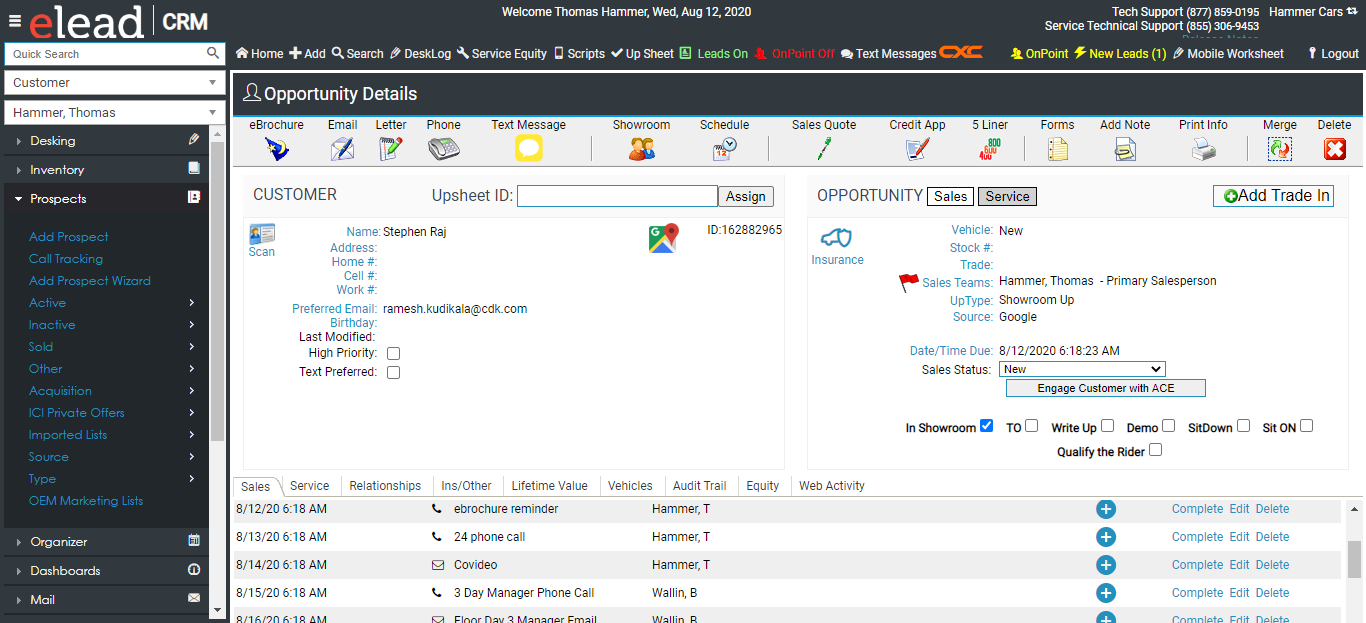 elead CRM
Welcome Thomas Hammer, Wed, Aug 12, 2020
Tech Support (877) 859-0195 Hammer Cars
Service Technical Support (855) 306-9453
Release Notes
Quick Search
Home Add Search DeskLog Service Equity Scripts Up Sheet Leads On OnPoint Off Text Messages CXC OnPoint New Leads (1) Mobile Worksheet Logout
Customer
Hammer, Thomas
Desking
Inventory
Prospects
Add Prospect
Call Tracking
Add Prospect Wizard
Active
Inactive
Sold
Other
Acquisition
ICI Private Offers
Imported Lists
Source
Type
OEM Marketing Lists
Organizer
Dashboards
Mail
Opportunity Details
eBrochure Email Letter Phone Text Message Showroom Schedule Sales Quote Credit App 5 Liner Forms Add Note Print Info Merge Delete
CUSTOMER Upsheet ID: Assign
Scan
Name: Stephen Raj
ID:162882965
Address:
Home #:
Cell #:
Work #:
Preferred Email: ramesh.kudikala@cdk.com
Birthday:
Last Modified:
High Priority:
Text Preferred:
OPPORTUNITY Sales Service Add Trade In
Insurance
Vehicle: New
Stock #:
Trade:
Sales Teams: Hammer, Thomas - Primary Salesperson
UpType: Showroom Up
Source: Google
Date/Time Due: 8/12/2020 6:18:23 AM
Sales Status: New
Engage Customer with ACE
In Showroom TO Write Up Demo SitDown Sit ON
Qualify the Rider
Sales Service Relationships Ins/Other Lifetime Value Vehicles Audit Trail Equity Web Activity
8/12/20 6:18 AM ebrochure reminder Hammer, T Complete Edit Delete
8/13/20 6:18 AM 24 phone call Hammer, T Complete Edit Delete
8/14/20 6:18 AM Covideo Hammer, T Complete Edit Delete
8/15/20 6:18 AM 3 Day Manager Phone Call Wallin, B Complete Edit Delete
8/16/20 6:18 AM Floor Day 3 Manager Email Wallin, B Complete Edit Delete